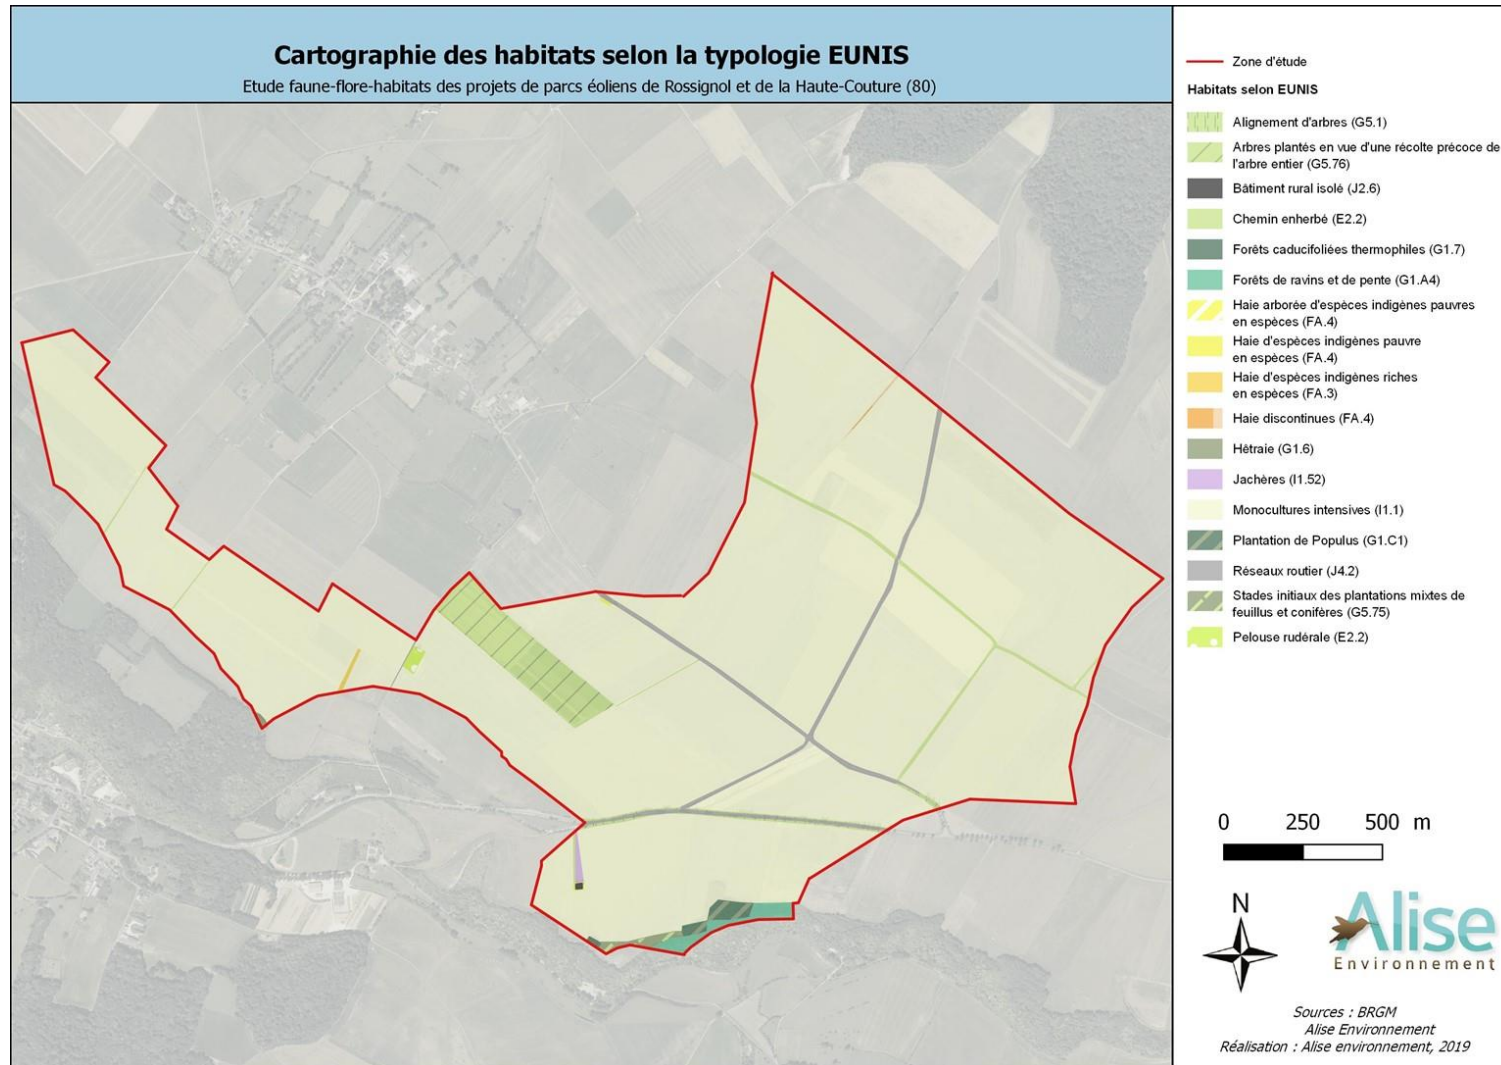 Cartographie des habitats selon la typologie EUNIS
Etude faune-flore-habitats des projets de parcs éoliens de Rossignol et de la Haute-Couture (80)
Zone d'étude
Habitats selon EUNIS
Alignement d'arbres (G5.1)
Arbres plantés en vue d'une récolte précoce de
l'arbre entier (G5.76)
Bâtiment rural isolé (J2.6)
Chemin enherbé (E2.2)
Forêts caducifoliées thermophiles (G1.7)
Forêts de ravins et de pente (G1.A4)
Haie arborée d'espèces indigènes pauvres
en espèces (FA.4)
Haie d'espèces indigènes pauvre
en espèces (FA.4)
Haie d'espèces indigènes riches
en espèces (FA.3)
Haie discontinues (FA.4)
Hêtraie (G1.6)
Jachères (I1.52)
Monocultures intensives (I1.1)
Plantation de Populus (G1.C1)
Réseaux routier (J4.2)
Stades initiaux des plantations mixtes de
feuillus et conifères (G5.75)
Pelouse rudérale (E2.2)
0 250 500 m
N
Alise
Environnement
Sources : BRGM
Alise Environnement
Réalisation : Alise environnement, 2019